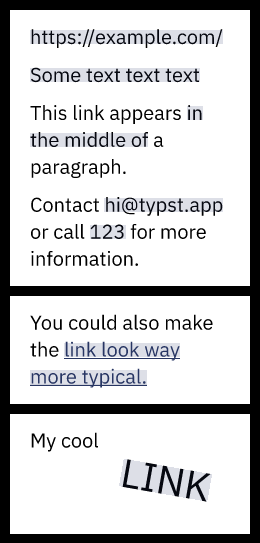 https://example.com/
Some text text text
This link appears in
the middle of a
paragraph.
Contact hi@typst.app
or call 123 for more
information.
You could also make
the link look way
more typical.
My cool
LINK